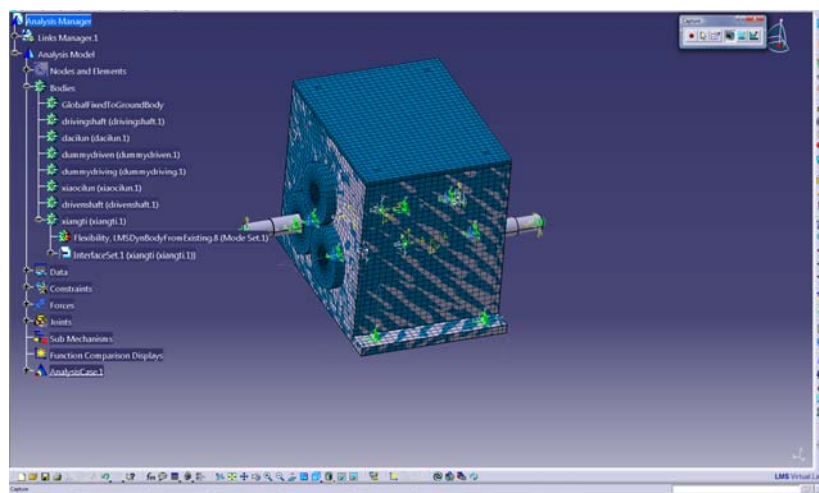 Analysis Manager
Links Manager.1
Analysis Model
Nodes and Elements
Bodies
GlobalFixedToGroundBody
drivingshaft (drivingshaft.1)
dacilun (dacilun.1)
dummydriven (dummydriven.1)
dummydriving (dummydriving.1)
xiaocilun (xiaocilun.1)
drivenshaft (drivenshaft.1)
xiangti (xiangti.1)
Flexibility, LMSDynBodyFromExisting.8 (Mode Set.1)
InterfaceSet.1 (xiangti (xiangti.1))
Data
Constraints
Forces
Joints
Sub Mechanisms
Function Comparison Displays
AnalysisCase.1
Capture
LMS Virtual.L
Capture